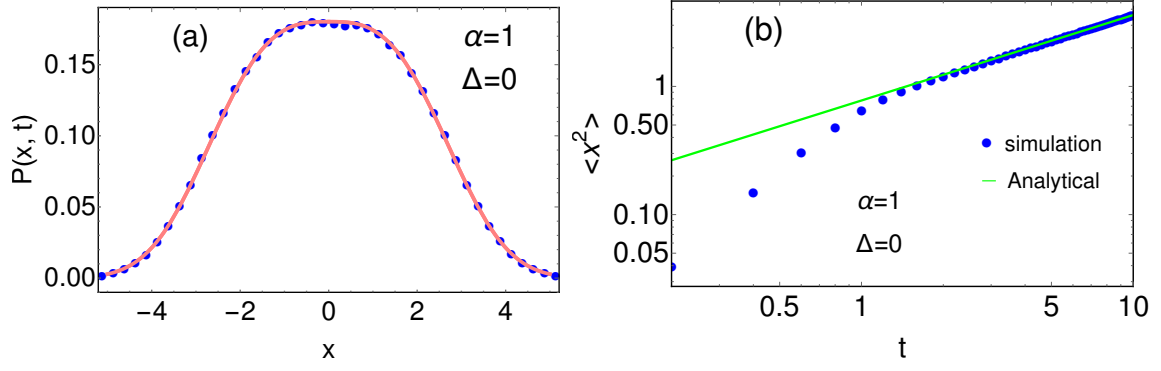 (a)
α=1
Δ=0
P(x, t)
0.15
0.10
0.05
0.00
−4
−2
0
2
4
x
(b)
<x²>
1
0.50
0.10
0.05
simulation
Analytical
α=1
Δ=0
0.5
1
5
10
t